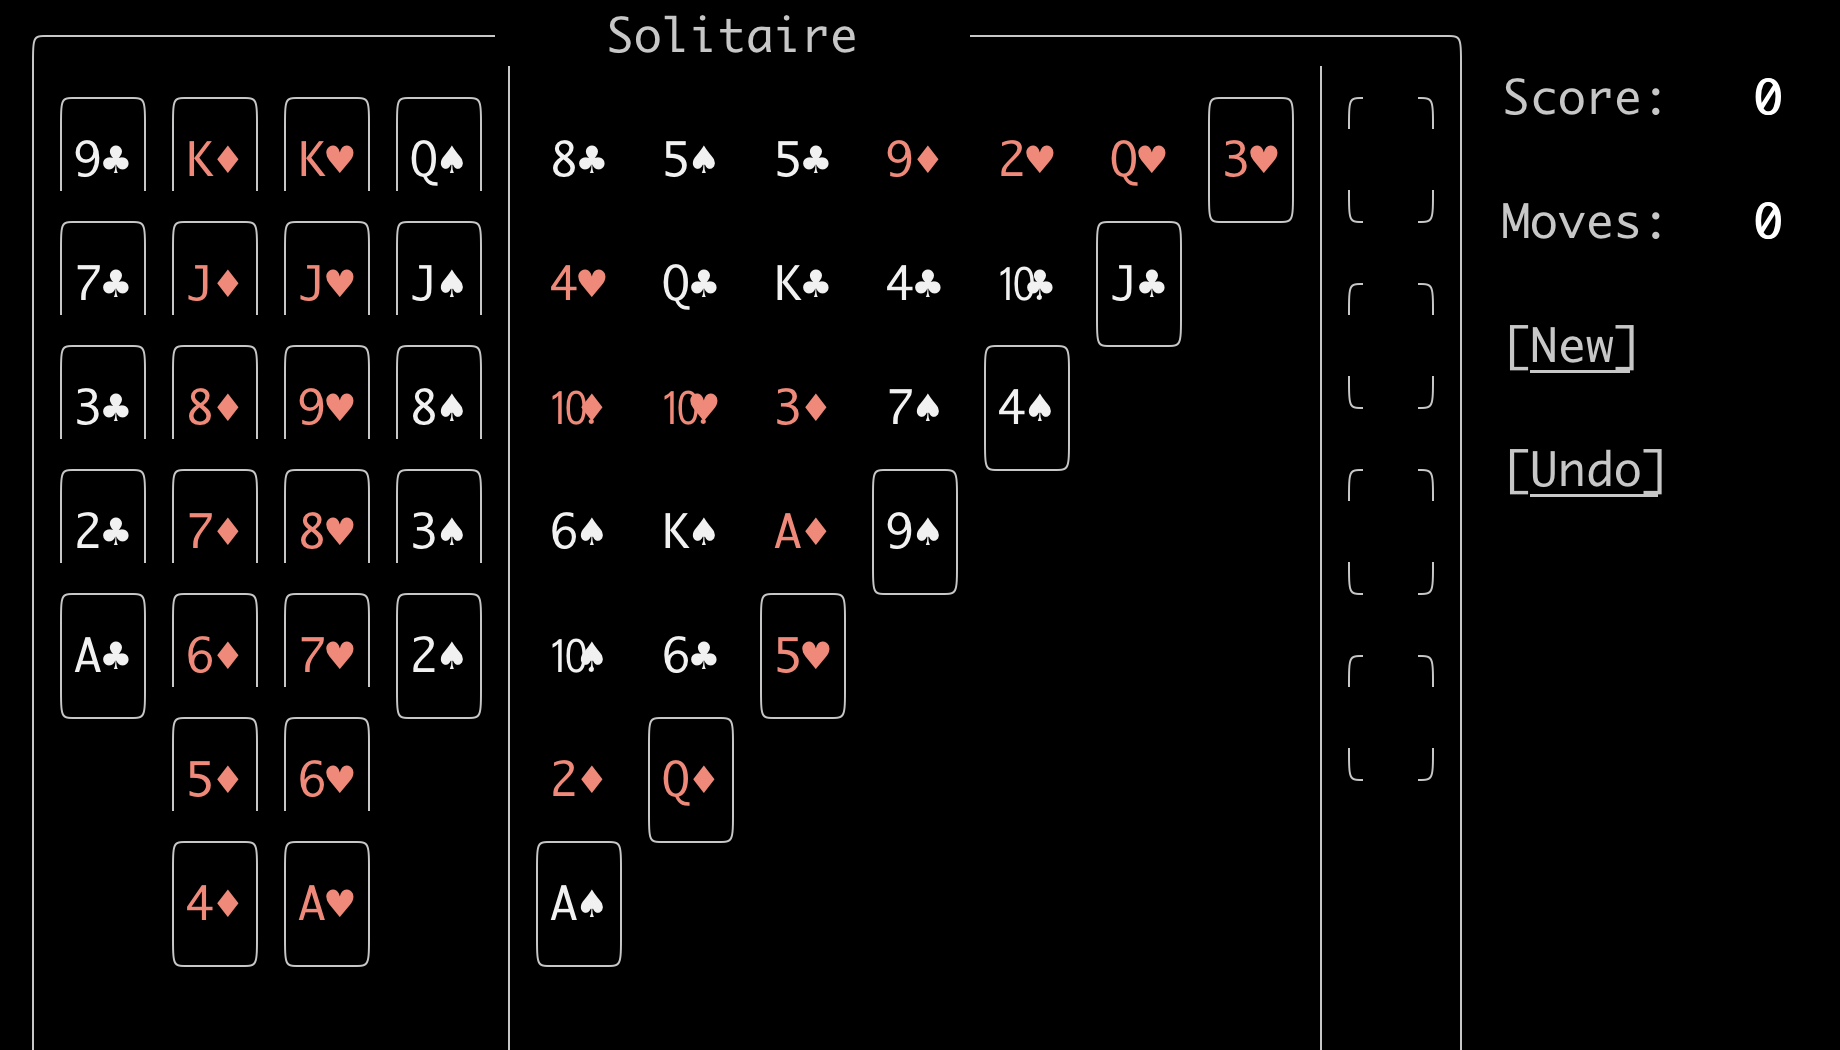 Solitaire
9♣ K♦ K♥ Q♠ 8♣ 5♠ 5♣ 9♦ 2♥ Q♥ 3♥ Score: 0
7♣ J♦ J♥ J♠ 4♥ Q♣ K♣ 4♣ 10♣ J♣ Moves: 0
[New]
3♣ 8♦ 9♥ 8♠ 10♦ 10♥ 3♦ 7♠ 4♠
[Undo]
2♣ 7♦ 8♥ 3♠ 6♠ K♠ A♦ 9♠
A♣ 6♦ 7♥ 2♠ 10♠ 6♣ 5♥
5♦ 6♥ 2♦ Q♦
4♦ A♥ A♠